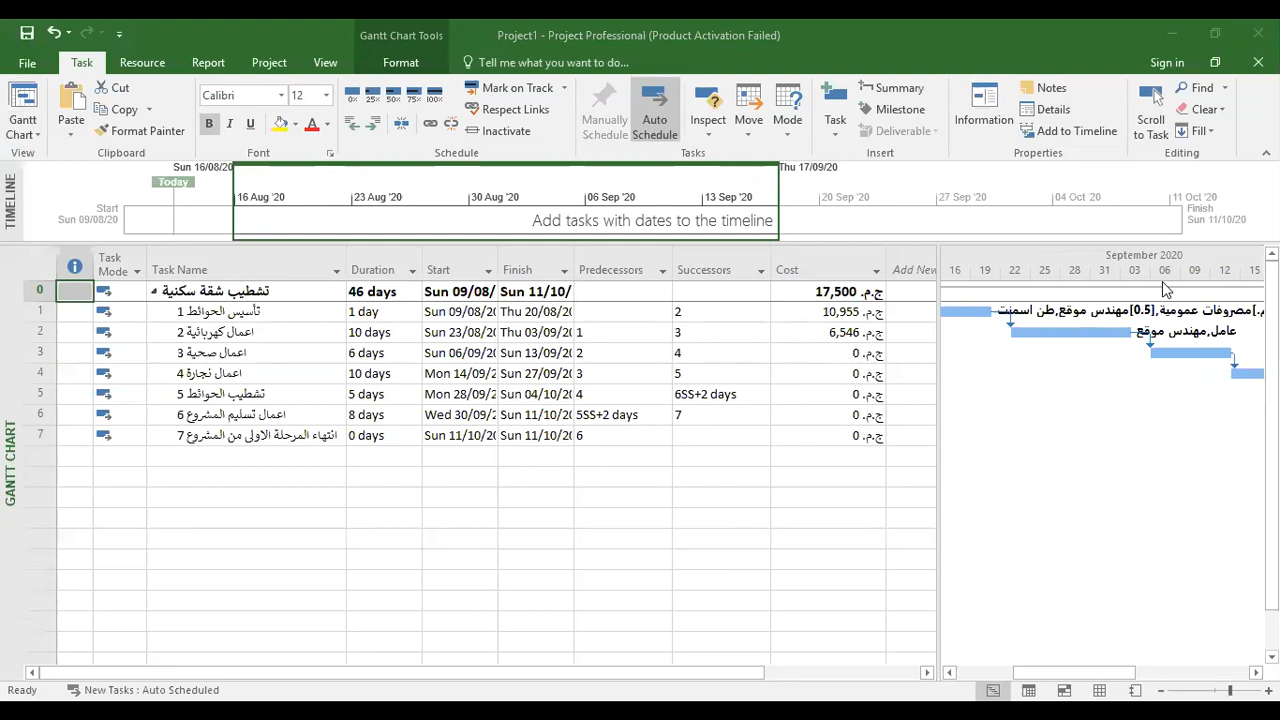 Gantt Chart Tools
Project1 - Project Professional (Product Activation Failed)
File Task Resource Report Project View Format Tell me what you want to do... Sign in
Gantt Chart
View
Paste
Cut
Copy
Format Painter
Clipboard
Calibri 12
B I U A
Font
0% 25% 50% 75% 100%
Mark on Track
Respect Links
Inactivate
Schedule
Manually Schedule
Auto Schedule
Inspect Move Mode
Tasks
Task
Summary
Milestone
Deliverable
Insert
Information
Notes
Details
Add to Timeline
Properties
Scroll to Task
Find
Clear
Fill
Editing
TIMELINE
Sun 16/08/20 Thu 17/09/20
Today
16 Aug '20 23 Aug '20 30 Aug '20 06 Sep '20 13 Sep '20 20 Sep '20 27 Sep '20 04 Oct '20 11 Oct '20
Start
Sun 09/08/20
Add tasks with dates to the timeline
Finish
Sun 11/10/20
GANTT CHART
Task Mode Task Name Duration Start Finish Predecessors Successors Cost Add New
September 2020
16 19 22 25 28 31 03 06 09 12 15
0 تشطيب شقة سكنية 46 days Sun 09/08/ Sun 11/10/ ج.م. 17,500
1 تأسيس الحوائط 1 1 day Sun 09/08/20 Thu 20/08/20 2 ج.م. 10,955
2 اعمال كهربائية 2 10 days Sun 23/08/2 Thu 03/09/2 1 3 ج.م. 6,546
3 اعمال صحية 3 6 days Sun 06/09/2 Sun 13/09/2 2 4 ج.م. 0
4 اعمال نجارة 4 10 days Mon 14/09/2 Sun 27/09/2 3 5 ج.م. 0
5 تشطيب الحوائط 5 5 days Mon 28/09/2 Sun 04/10/2 4 6SS+2 days ج.م. 0
6 اعمال تسليم المشروع 6 8 days Wed 30/09/ Sun 11/10/20 5SS+2 days 7 ج.م. 0
7 انتهاء المرحلة الاولى من المشروع 7 0 days Sun 11/10/20 Sun 11/10/20 6 ج.م. 0
م.]مصروفات عمومية,[0.5]مهندس موقع,طن اسمنت
عامل,مهندس موقع
Ready New Tasks : Auto Scheduled